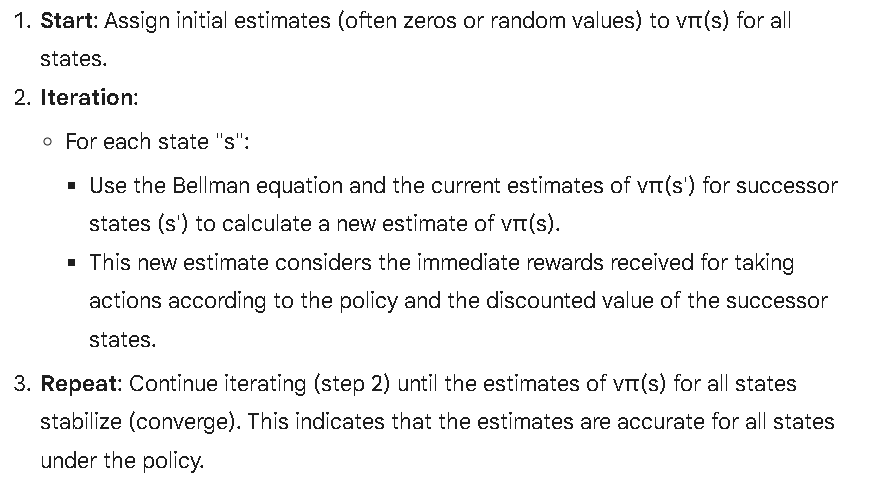 1. Start: Assign initial estimates (often zeros or random values) to vπ(s) for all
states.
2. Iteration:
○ For each state "s":
▪ Use the Bellman equation and the current estimates of vπ(s') for successor
states (s') to calculate a new estimate of vπ(s).
▪ This new estimate considers the immediate rewards received for taking
actions according to the policy and the discounted value of the successor
states.
3. Repeat: Continue iterating (step 2) until the estimates of vπ(s) for all states
stabilize (converge). This indicates that the estimates are accurate for all states
under the policy.